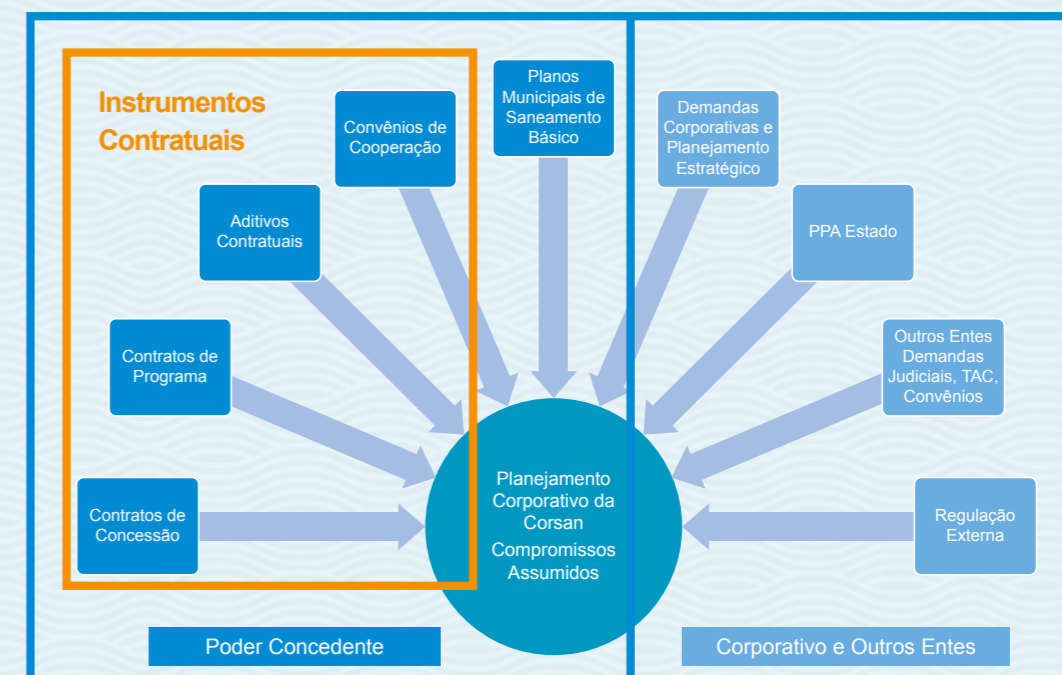 Instrumentos
Contratuais
Convênios de
Cooperação
Planos
Municipais de
Saneamento
Básico
Demandas
Corporativas e
Planejamento
Estratégico
Aditivos
Contratuais
PPA Estado
Contratos de
Programa
Outros Entes
Demandas
Judiciais, TAC,
Convênios
Contratos de
Concessão
Planejamento
Corporativo da
Corsan
Compromissos
Assumidos
Regulação
Externa
Poder Concedente
Corporativo e Outros Entes